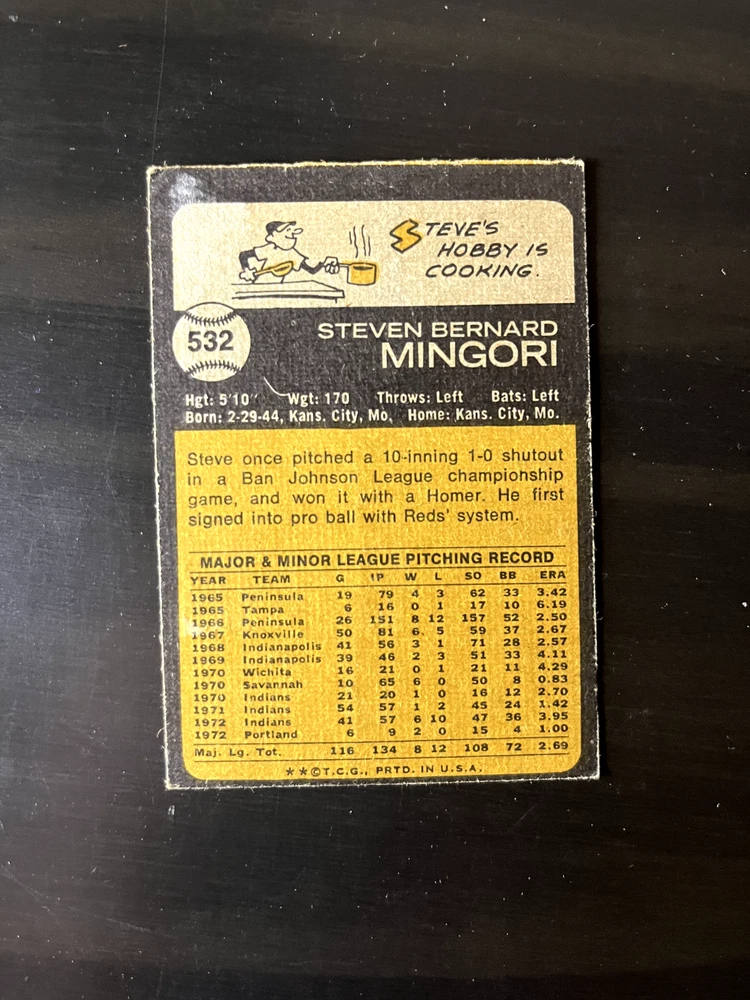 STEVE'S
HOBBY IS
COOKING.
532
STEVEN BERNARD
MINGORI
Hgt: 5'10" Wgt: 170 Throws: Left Bats: Left
Born: 2-29-44, Kans. City, Mo. Home: Kans. City, Mo.
Steve once pitched a 10-inning 1-0 shutout
in a Ban Johnson League championship
game, and won it with a Homer. He first
signed into pro ball with Reds' system.
MAJOR & MINOR LEAGUE PITCHING RECORD
YEAR TEAM G IP W L SO BB ERA
1965 Peninsula 19 79 4 3 62 33 3.42
1965 Tampa 6 16 0 1 17 10 6.19
1966 Peninsula 26 151 8 12 157 52 2.50
1967 Knoxville 50 81 6 5 59 37 2.67
1968 Indianapolis 41 56 3 1 71 28 2.57
1969 Indianapolis 39 46 2 3 51 33 4.11
1970 Wichita 16 21 0 1 21 11 4.29
1970 Savannah 10 65 6 0 50 8 0.83
1970 Indians 21 20 1 0 16 12 2.70
1971 Indians 54 57 1 2 45 24 1.42
1972 Indians 41 57 6 10 47 36 3.95
1972 Portland 6 9 2 0 15 4 1.00
Maj. Lg. Tot. 116 134 8 12 108 72 2.69
**©T.C.G., PRTD. IN U.S.A.